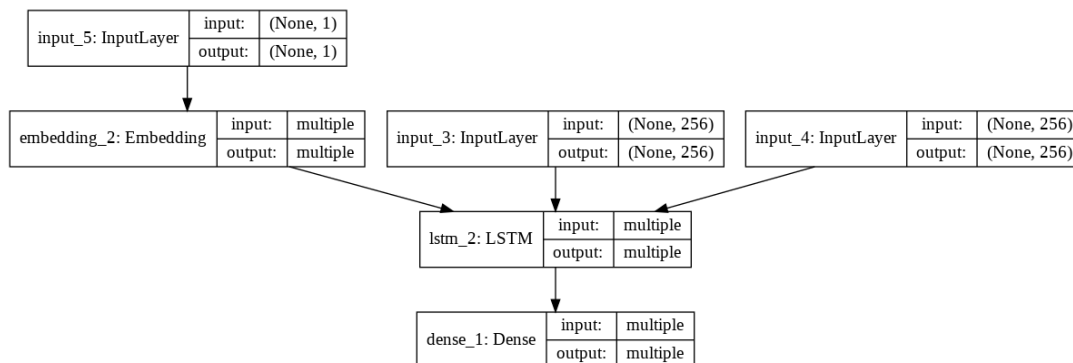 input_5: InputLayer
input: (None, 1)
output: (None, 1)
embedding_2: Embedding
input: multiple
output: multiple
input_3: InputLayer
input: (None, 256)
output: (None, 256)
input_4: InputLayer
input: (None, 256)
output: (None, 256)
lstm_2: LSTM
input: multiple
output: multiple
dense_1: Dense
input: multiple
output: multiple